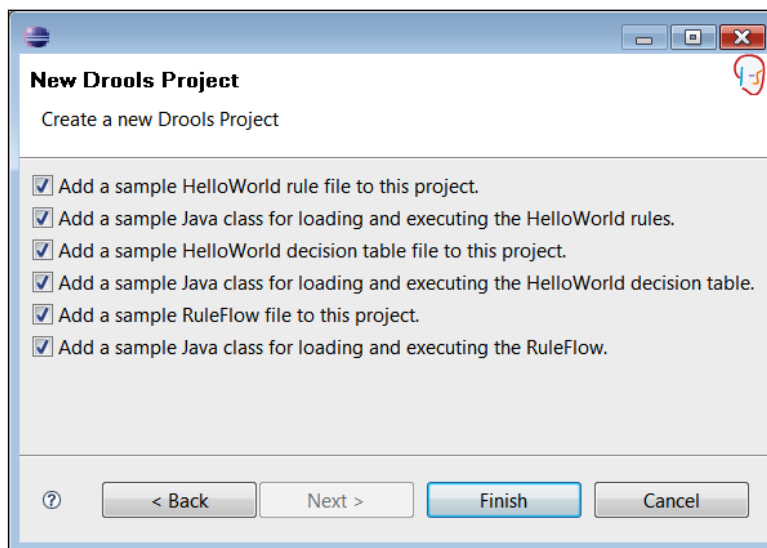 New Drools Project
Create a new Drools Project
Add a sample HelloWorld rule file to this project.
Add a sample Java class for loading and executing the HelloWorld rules.
Add a sample HelloWorld decision table file to this project.
Add a sample Java class for loading and executing the HelloWorld decision table.
Add a sample RuleFlow file to this project.
Add a sample Java class for loading and executing the RuleFlow.
? < Back Next > Finish Cancel